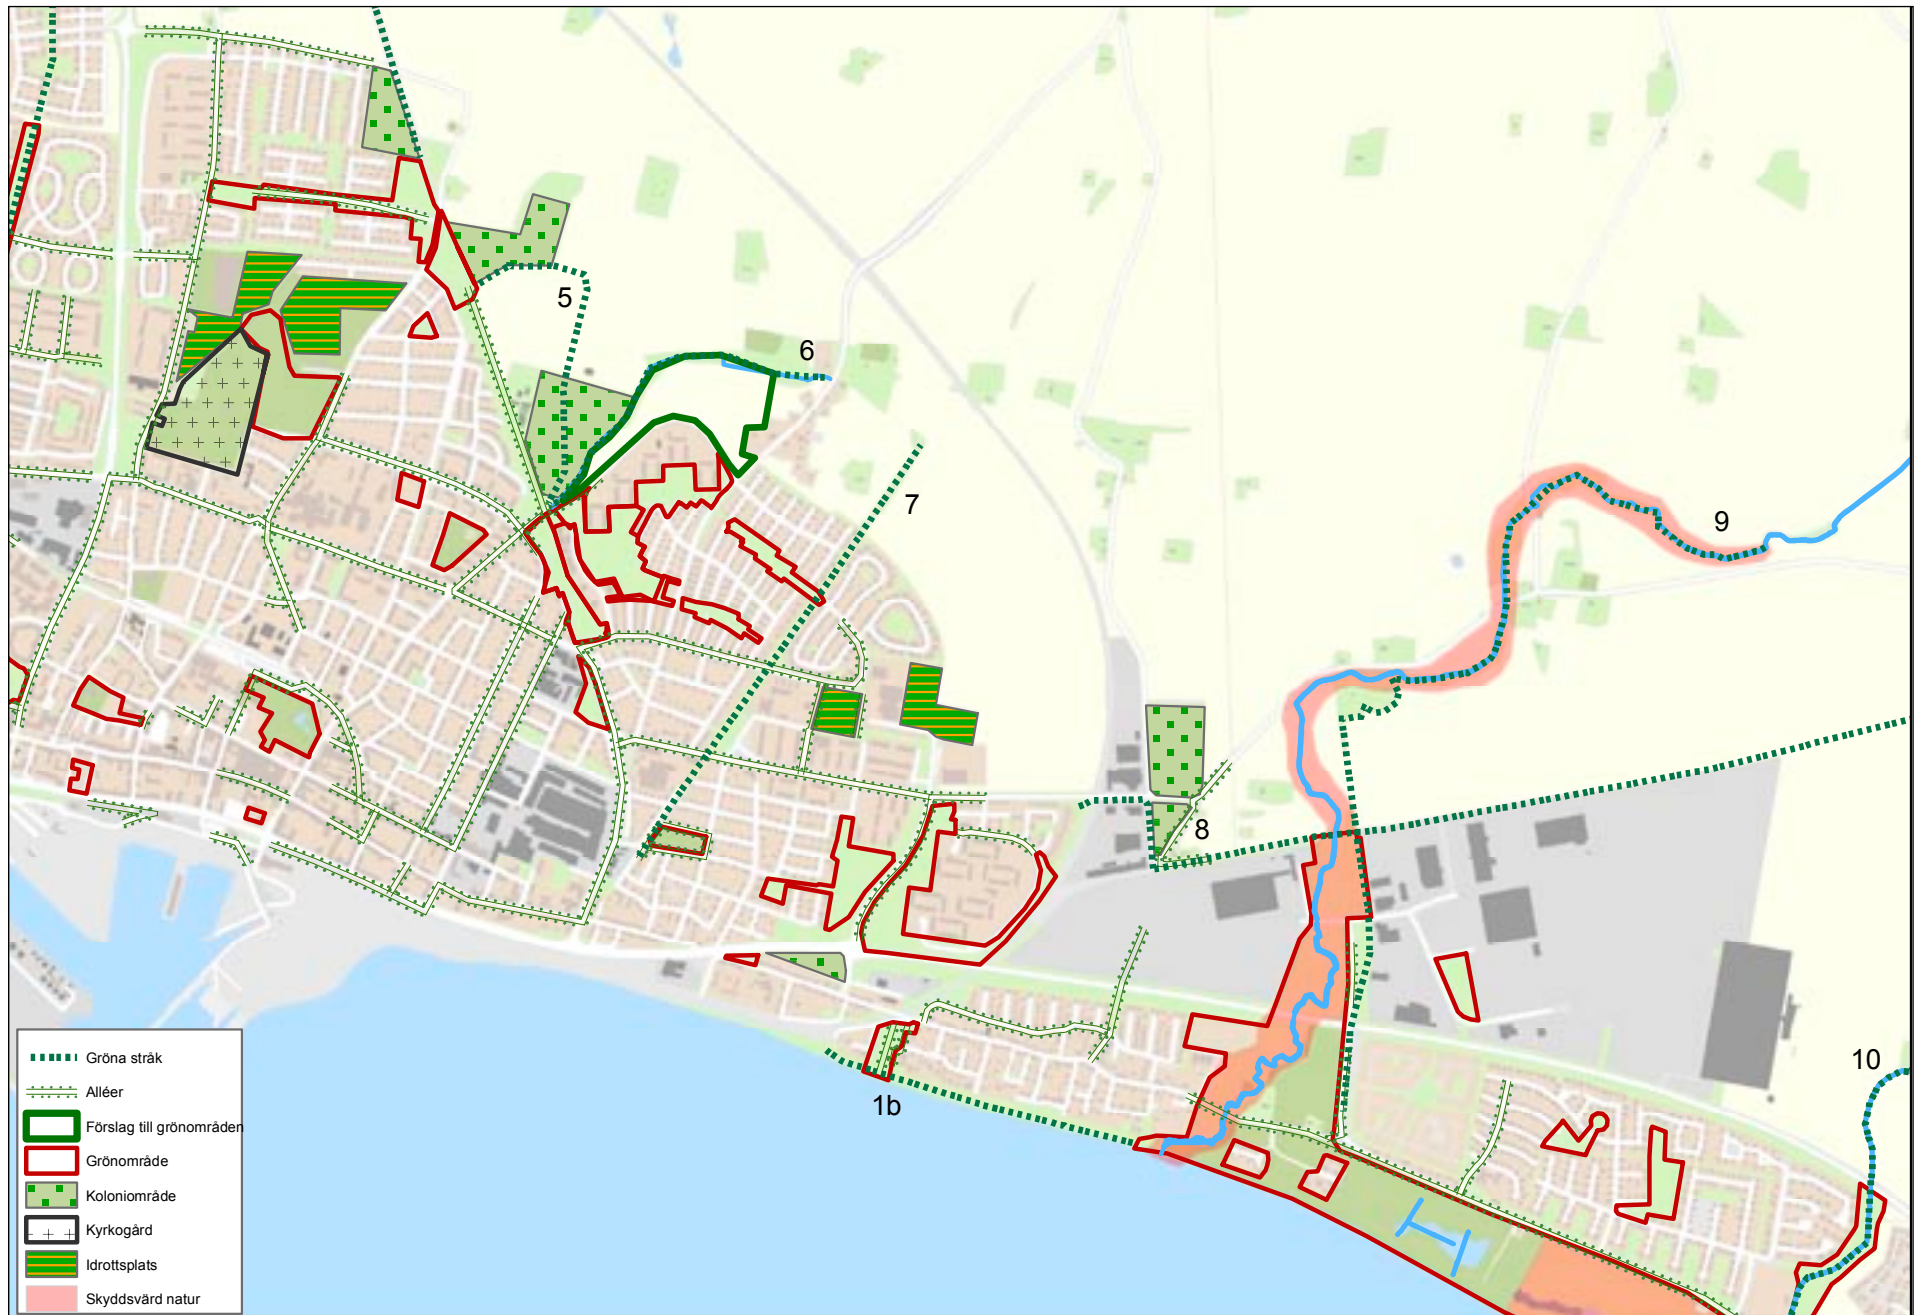 5
6
7
9
8
10
1b
Gröna stråk
Alléer
Förslag till grönområden
Grönområde
Koloniområde
Kyrkogård
Idrottsplats
Skyddsvärd natur